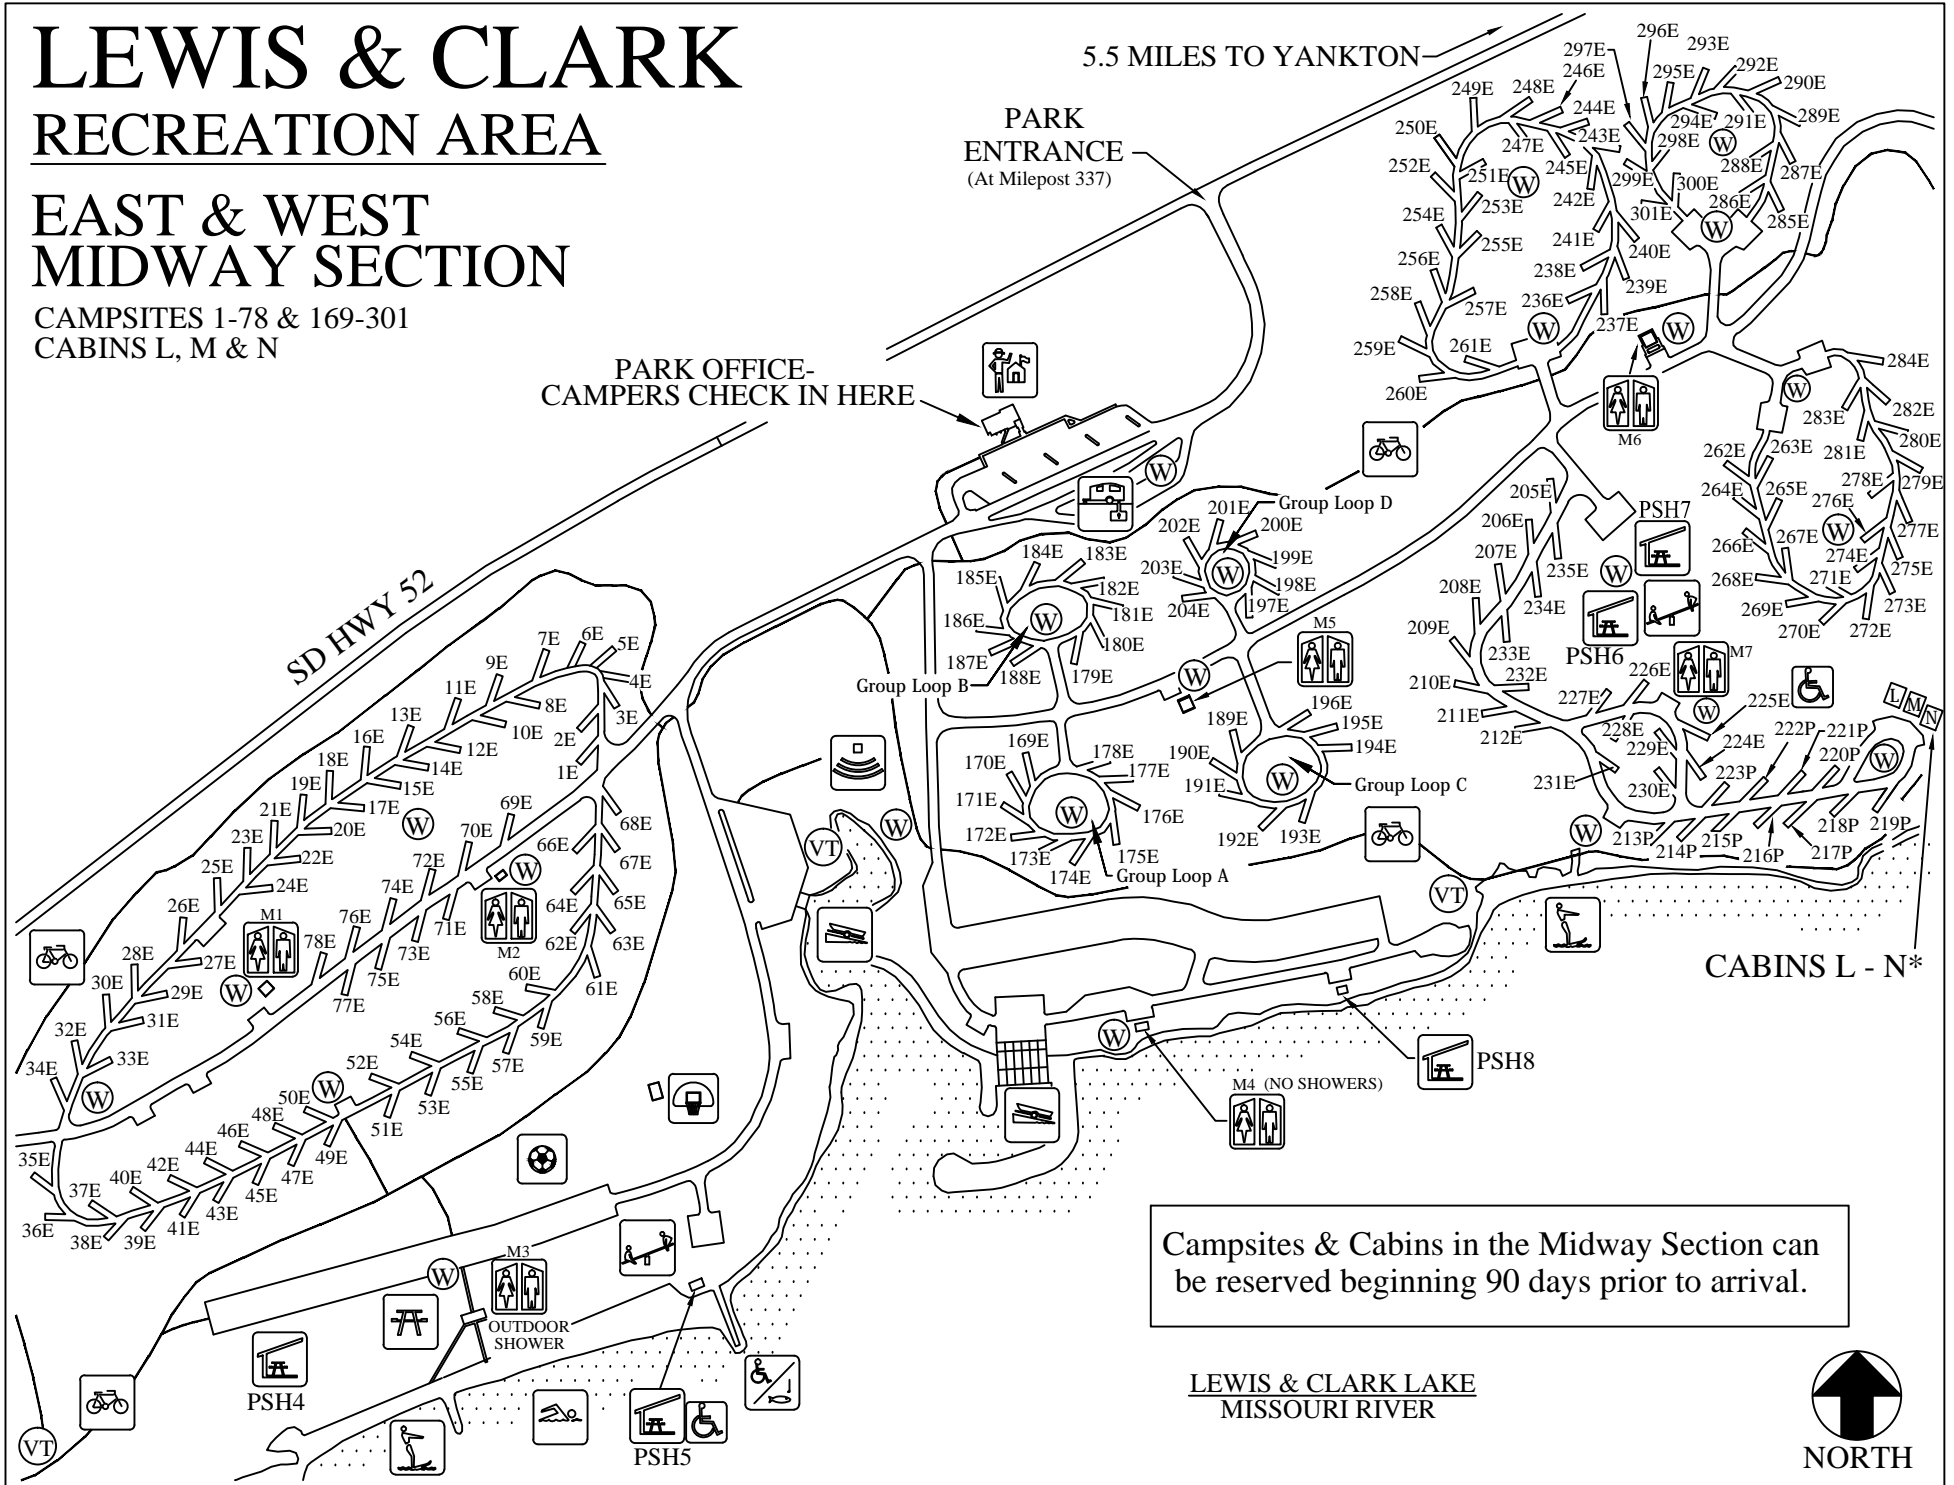 LEWIS & CLARK
RECREATION AREA
EAST & WEST
MIDWAY SECTION
CAMPSITES 1-78 & 169-301
CABINS L, M & N
5.5 MILES TO YANKTON
PARK
ENTRANCE
(At Milepost 337)
PARK OFFICE-
CAMPERS CHECK IN HERE
SD HWY 52
296E
293E
297E
292E
246E
295E
290E
249E
248E
244E
294E
291E
289E
250E
243E
298E
W
247E
252E
251E
W
245E
288E
287E
299E
300E
253E
242E
286E
254E
301E
285E
W
255E
241E
240E
256E
238E
239E
258E
257E
236E
237E
W
W
259E
261E
260E
M6
284E
W
283E
282E
280E
262E
263E
281E
264E
265E
278E
279E
276E
W
277E
266E
267E
274E
275E
268E
271E
269E
273E
270E
272E
W
201E
Group Loop D
202E
200E
199E
203E
W
198E
204E
197E
184E
183E
185E
182E
181E
186E
W
180E
187E
188E
179E
Group Loop B
M5
W
205E
206E
PSH7
207E
235E
W
208E
234E
209E
233E
PSH6
226E
M7
210E
232E
227E
225E
W
L
M
N
211E
228E
222P
221P
212E
229E
224E
220P
W
231E
230E
223P
213P
214P
215P
216P
217P
218P
219P
W
CABINS L - N*
189E
196E
195E
190E
194E
191E
W
Group Loop C
192E
193E
169E
178E
170E
177E
171E
W
176E
172E
173E
175E
174E
Group Loop A
7E
6E
5E
9E
4E
11E
8E
3E
13E
10E
2E
16E
12E
1E
18E
14E
19E
15E
21E
17E
69E
23E
20E
W
70E
68E
25E
22E
72E
66E
67E
24E
74E
W
26E
76E
71E
64E
65E
M1
M2
28E
27E
78E
73E
62E
63E
30E
29E
W
75E
60E
61E
32E
31E
77E
58E
34E
33E
56E
59E
W
54E
57E
52E
55E
50E
W
53E
48E
51E
46E
49E
35E
44E
47E
42E
45E
40E
43E
37E
41E
36E
38E
39E
VT
W
VT
W
PSH8
M4 (NO SHOWERS)
M3
W
OUTDOOR
SHOWER
PSH4
PSH5
VT
Campsites & Cabins in the Midway Section can
be reserved beginning 90 days prior to arrival.
LEWIS & CLARK LAKE
MISSOURI RIVER
NORTH